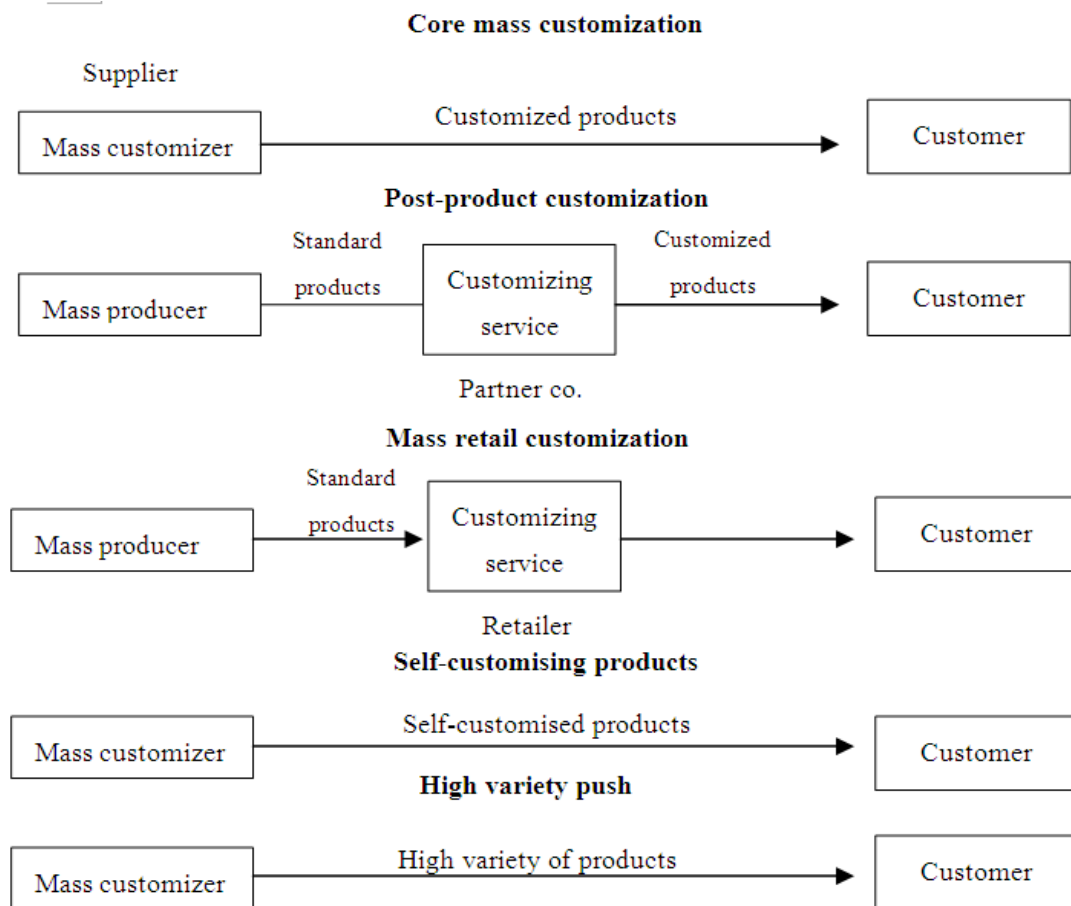 Core mass customization
Supplier
Mass customizer
Customized products
Customer
Post-product customization
Mass producer
Standard
products
Customizing
service
Customized
products
Customer
Partner co.
Mass retail customization
Mass producer
Standard
products
Customizing
service
Customer
Retailer
Self-customising products
Mass customizer
Self-customised products
Customer
High variety push
Mass customizer
High variety of products
Customer